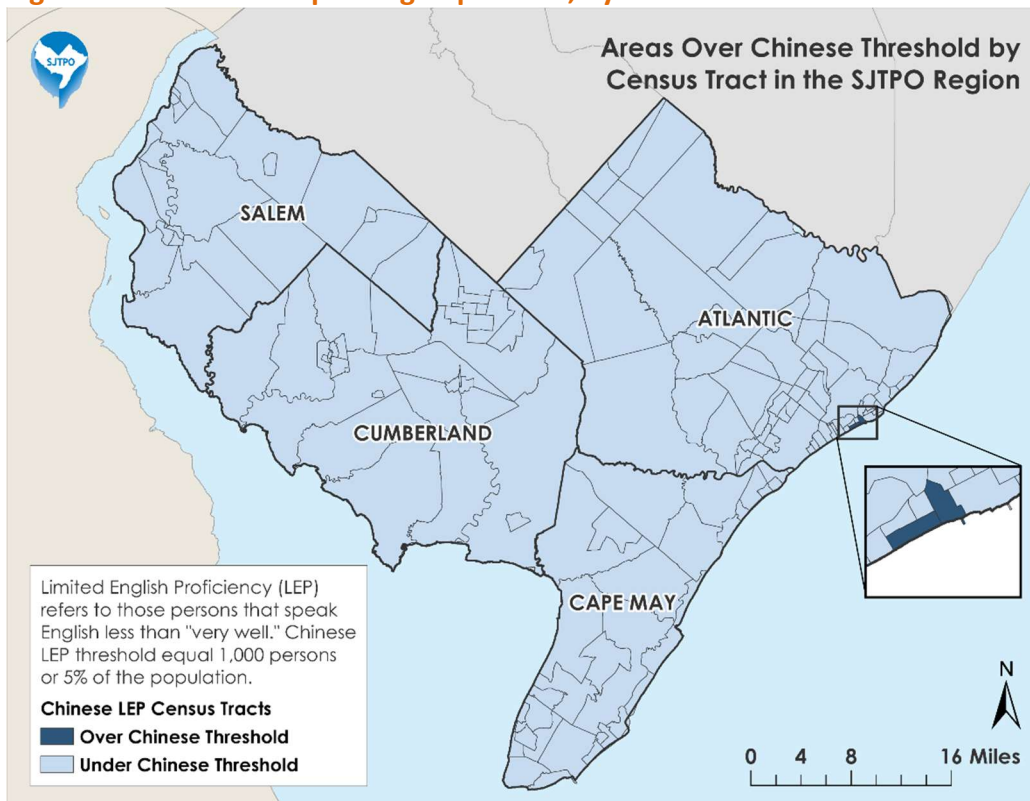 SJTPO
Areas Over Chinese Threshold by
Census Tract in the SJTPO Region
SALEM
ATLANTIC
CUMBERLAND
CAPE MAY
Limited English Proficiency (LEP)
refers to those persons that speak
English less than "very well." Chinese
LEP threshold equal 1,000 persons
or 5% of the population.
Chinese LEP Census Tracts
Over Chinese Threshold
Under Chinese Threshold
N
0 4 8 16 Miles